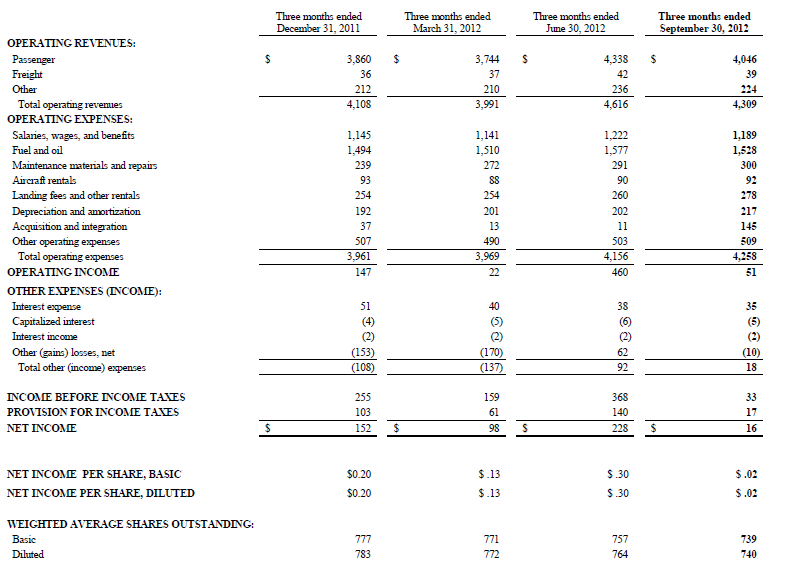 Three months ended Three months ended Three months ended Three months ended
December 31, 2011 March 31, 2012 June 30, 2012 September 30, 2012
OPERATING REVENUES:
Passenger $ 3,860 $ 3,744 $ 4,338 $ 4,046
Freight 36 37 42 39
Other 212 210 236 224
Total operating revenues 4,108 3,991 4,616 4,309
OPERATING EXPENSES:
Salaries, wages, and benefits 1,145 1,141 1,222 1,189
Fuel and oil 1,494 1,510 1,577 1,528
Maintenance materials and repairs 239 272 291 300
Aircraft rentals 93 88 90 92
Landing fees and other rentals 254 254 260 278
Depreciation and amortization 192 201 202 217
Acquisition and integration 37 13 11 145
Other operating expenses 507 490 503 509
Total operating expenses 3,961 3,969 4,156 4,258
OPERATING INCOME 147 22 460 51
OTHER EXPENSES (INCOME):
Interest expense 51 40 38 35
Capitalized interest (4) (5) (6) (5)
Interest income (2) (2) (2) (2)
Other (gains) losses, net (153) (170) 62 (10)
Total other (income) expenses (108) (137) 92 18
INCOME BEFORE INCOME TAXES 255 159 368 33
PROVISION FOR INCOME TAXES 103 61 140 17
NET INCOME $ 152 $ 98 $ 228 $ 16
NET INCOME PER SHARE, BASIC $0.20 $.13 $.30 $.02
NET INCOME PER SHARE, DILUTED $0.20 $.13 $.30 $.02
WEIGHTED AVERAGE SHARES OUTSTANDING:
Basic 777 771 757 739
Diluted 783 772 764 740